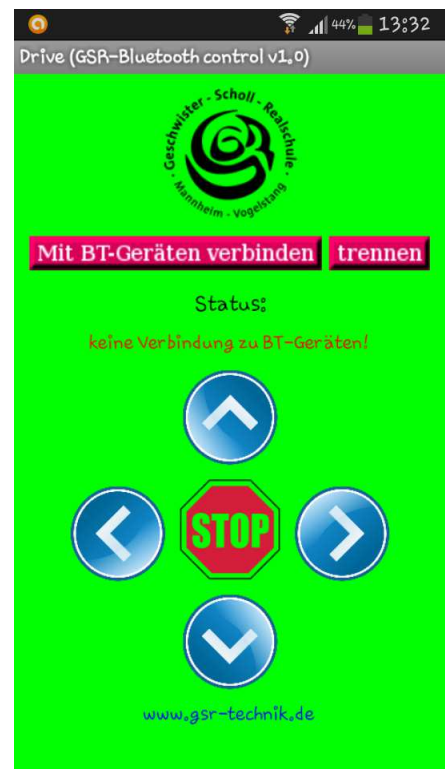 44% 13:32
Drive (GSR-Bluetooth control v1.0)
Geschwister - Scholl - Realschule
Mannheim - Vogelstang
Mit BT-Geräten verbinden trennen
Status:
keine Verbindung zu BT-Geräten!
STOP
www.gsr-technik.de